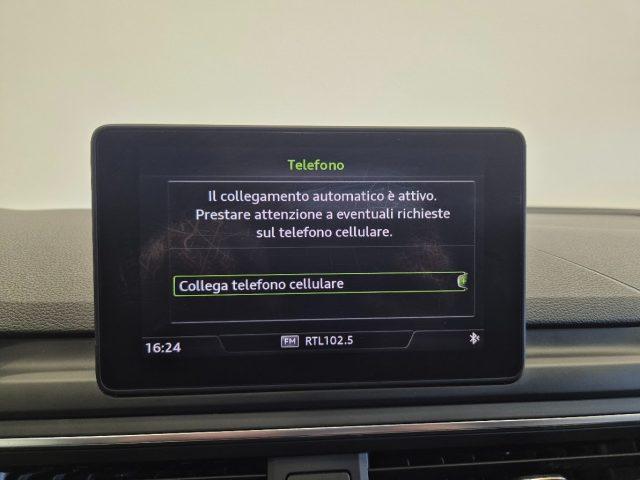 Telefono
Il collegamento automatico è attivo.
Prestare attenzione a eventuali richieste
sul telefono cellulare.
Collega telefono cellulare
16:24
FM RTL102.5